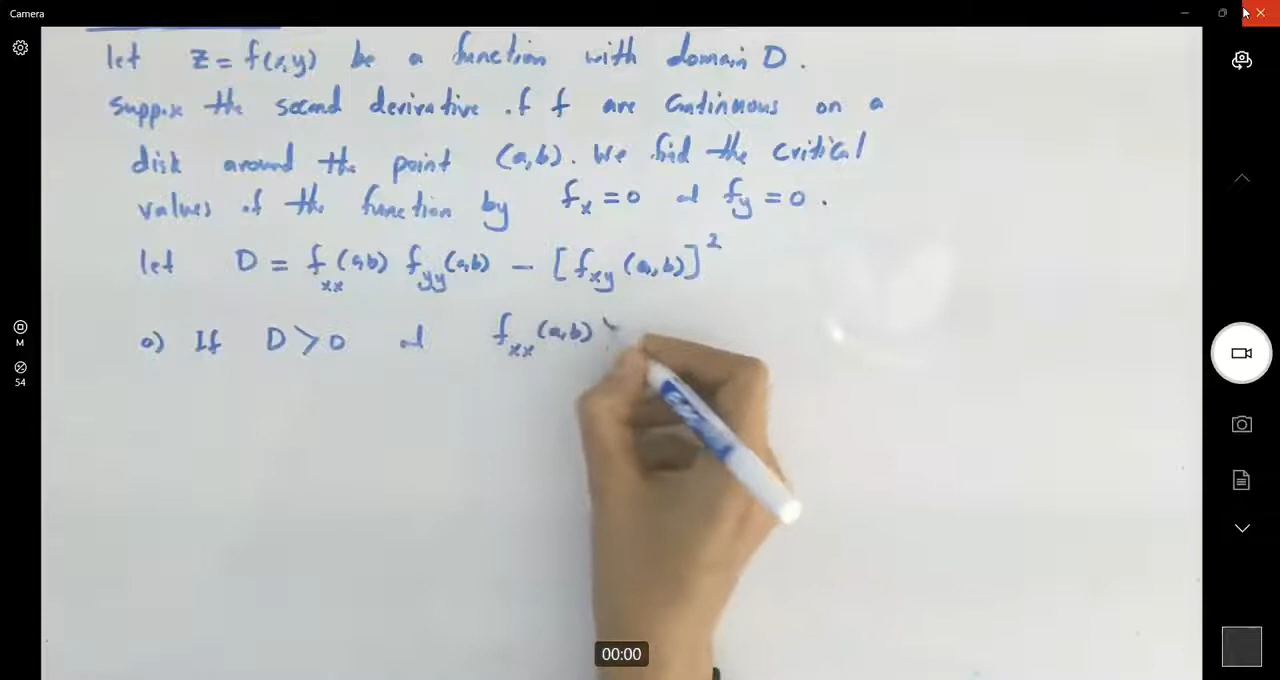 Camera
let z = f(x,y) be a function with domain D.
suppose the second derivative of f are continuous on a
disk around the point (a,b). We find the critical
values of the function by fx = 0 and fy = 0.
let D = fxx(a,b) fyy(a,b) - [fxy(a,b)]²
a) If D > 0 and fxx(a,b) >
M
54
00:00